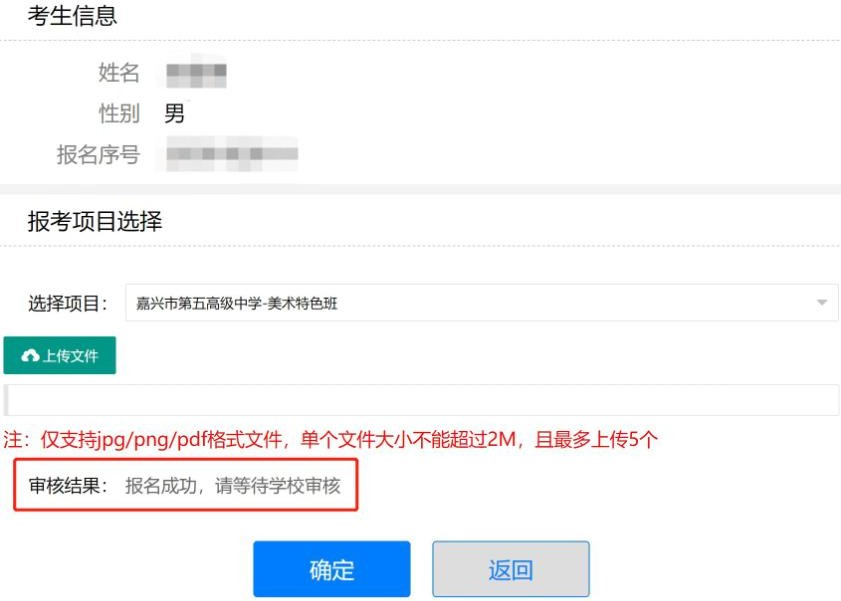 考生信息
姓名
性别 男
报名序号
报考项目选择
选择项目： 嘉兴市第五高级中学-美术特色班
上传文件
注：仅支持jpg/png/pdf格式文件，单个文件大小不能超过2M，且最多上传5个
审核结果： 报名成功，请等待学校审核
确定 返回